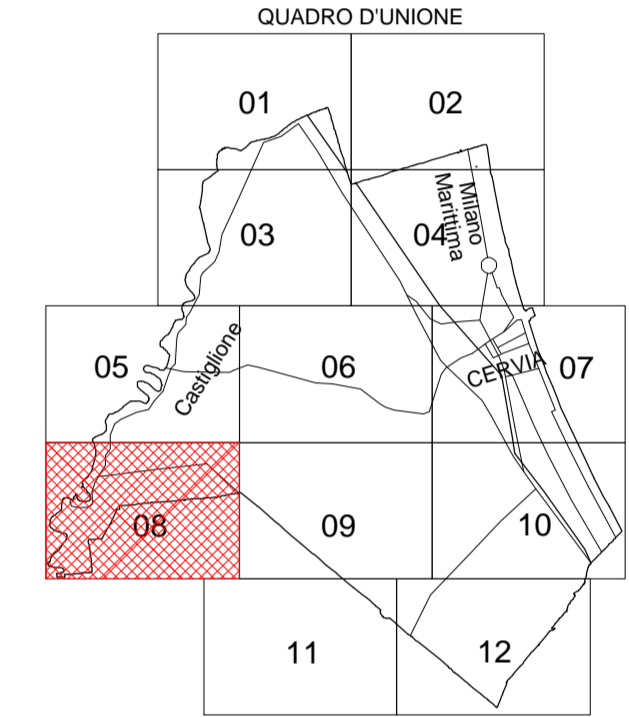 QUADRO D'UNIONE
01
02
03
04
Milano
Marittima
05
Castiglione
06
CERVIA
07
08
09
10
11
12